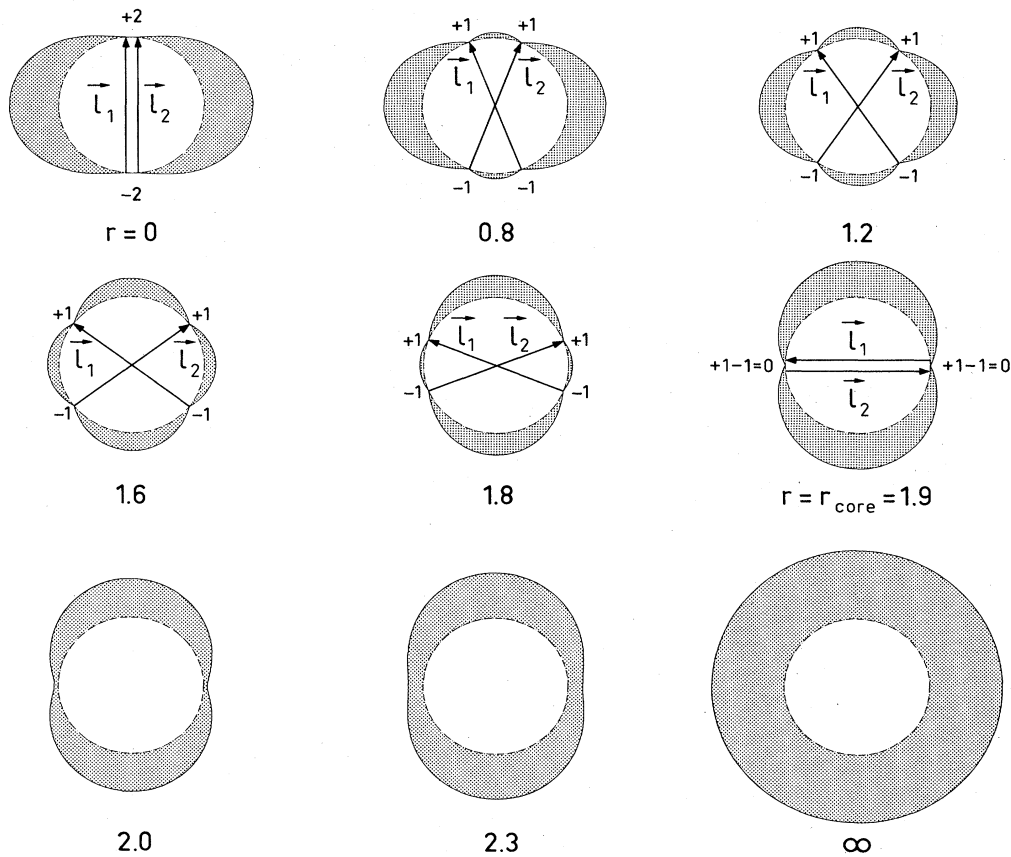 +2
l₁ l₂
−2
r = 0
+1 +1
l₁ l₂
−1 −1
0.8
+1 +1
l₁ l₂
−1 −1
1.2
+1 +1
l₁ l₂
−1 −1
1.6
+1 l₁ l₂ +1
−1 −1
1.8
l₁
+1−1=0 +1−1=0
l₂
r = r core = 1.9
2.0
2.3
∞